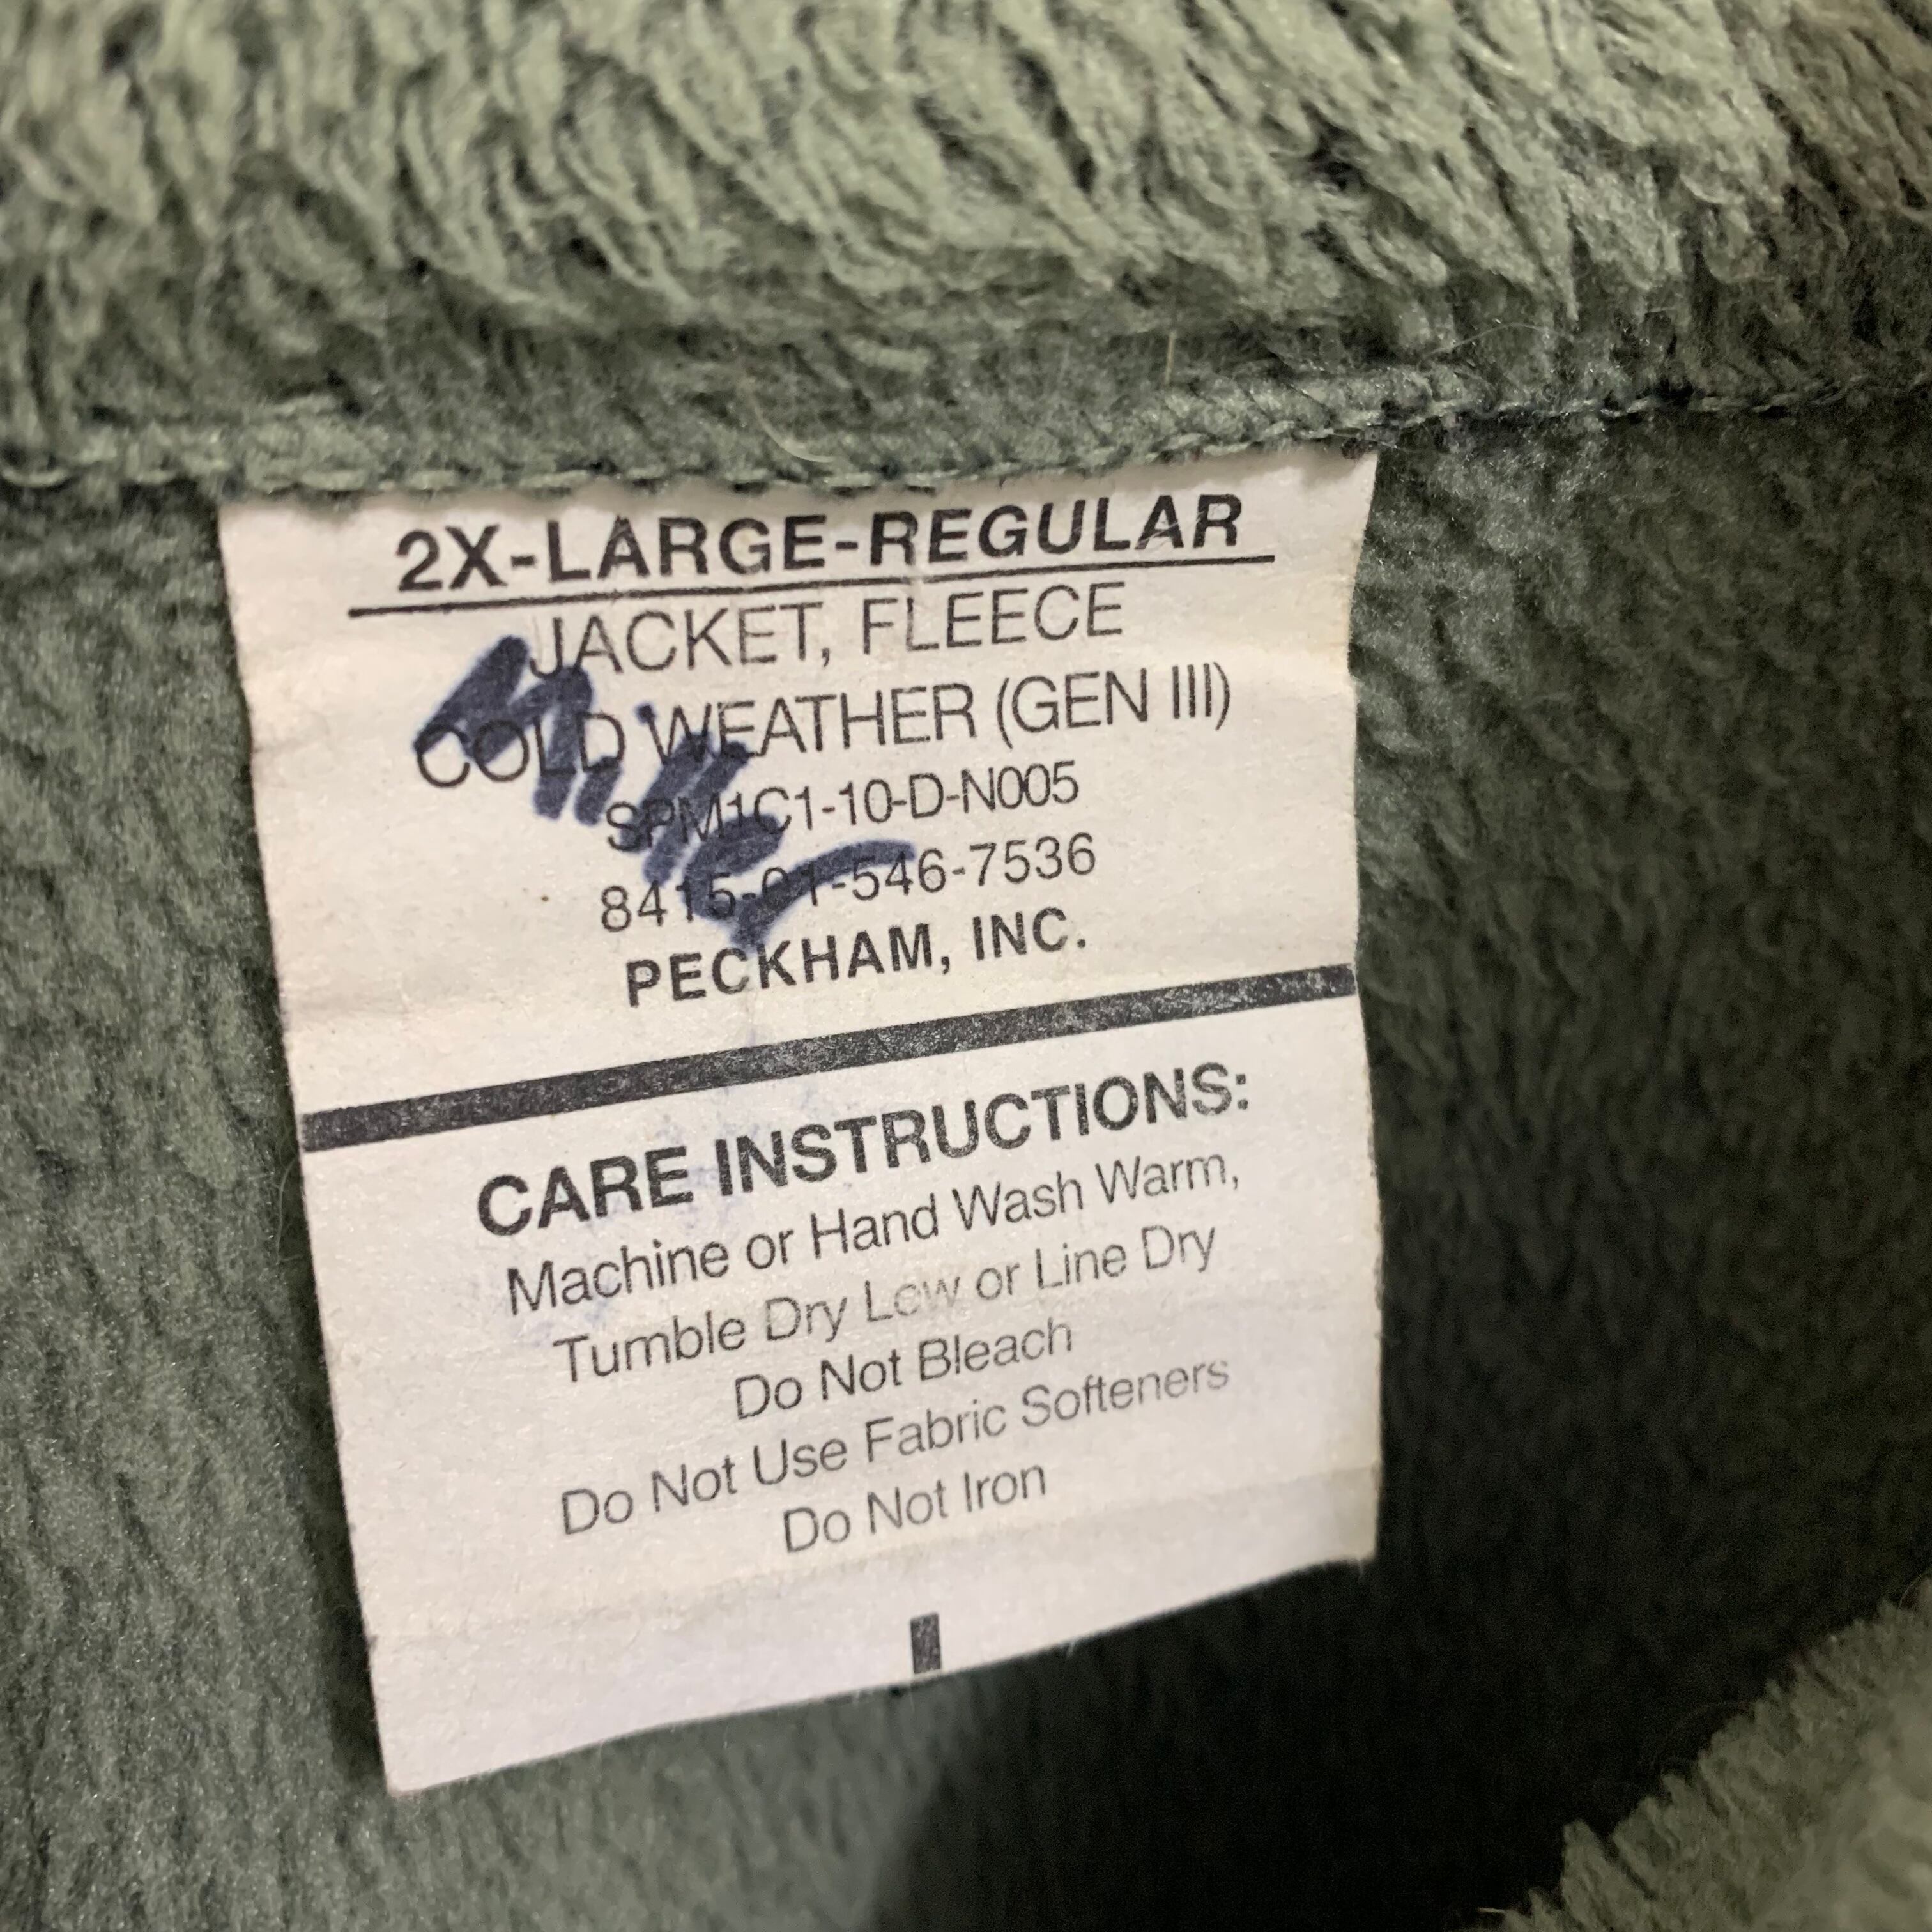 2X-LARGE-REGULAR
JACKET, FLEECE
COLD WEATHER (GEN III)
SPM1C1-10-D-N005
8415-01-546-7536
PECKHAM, INC.
CARE INSTRUCTIONS:
Machine or Hand Wash Warm,
Tumble Dry Low or Line Dry
Do Not Bleach
Do Not Use Fabric Softeners
Do Not Iron